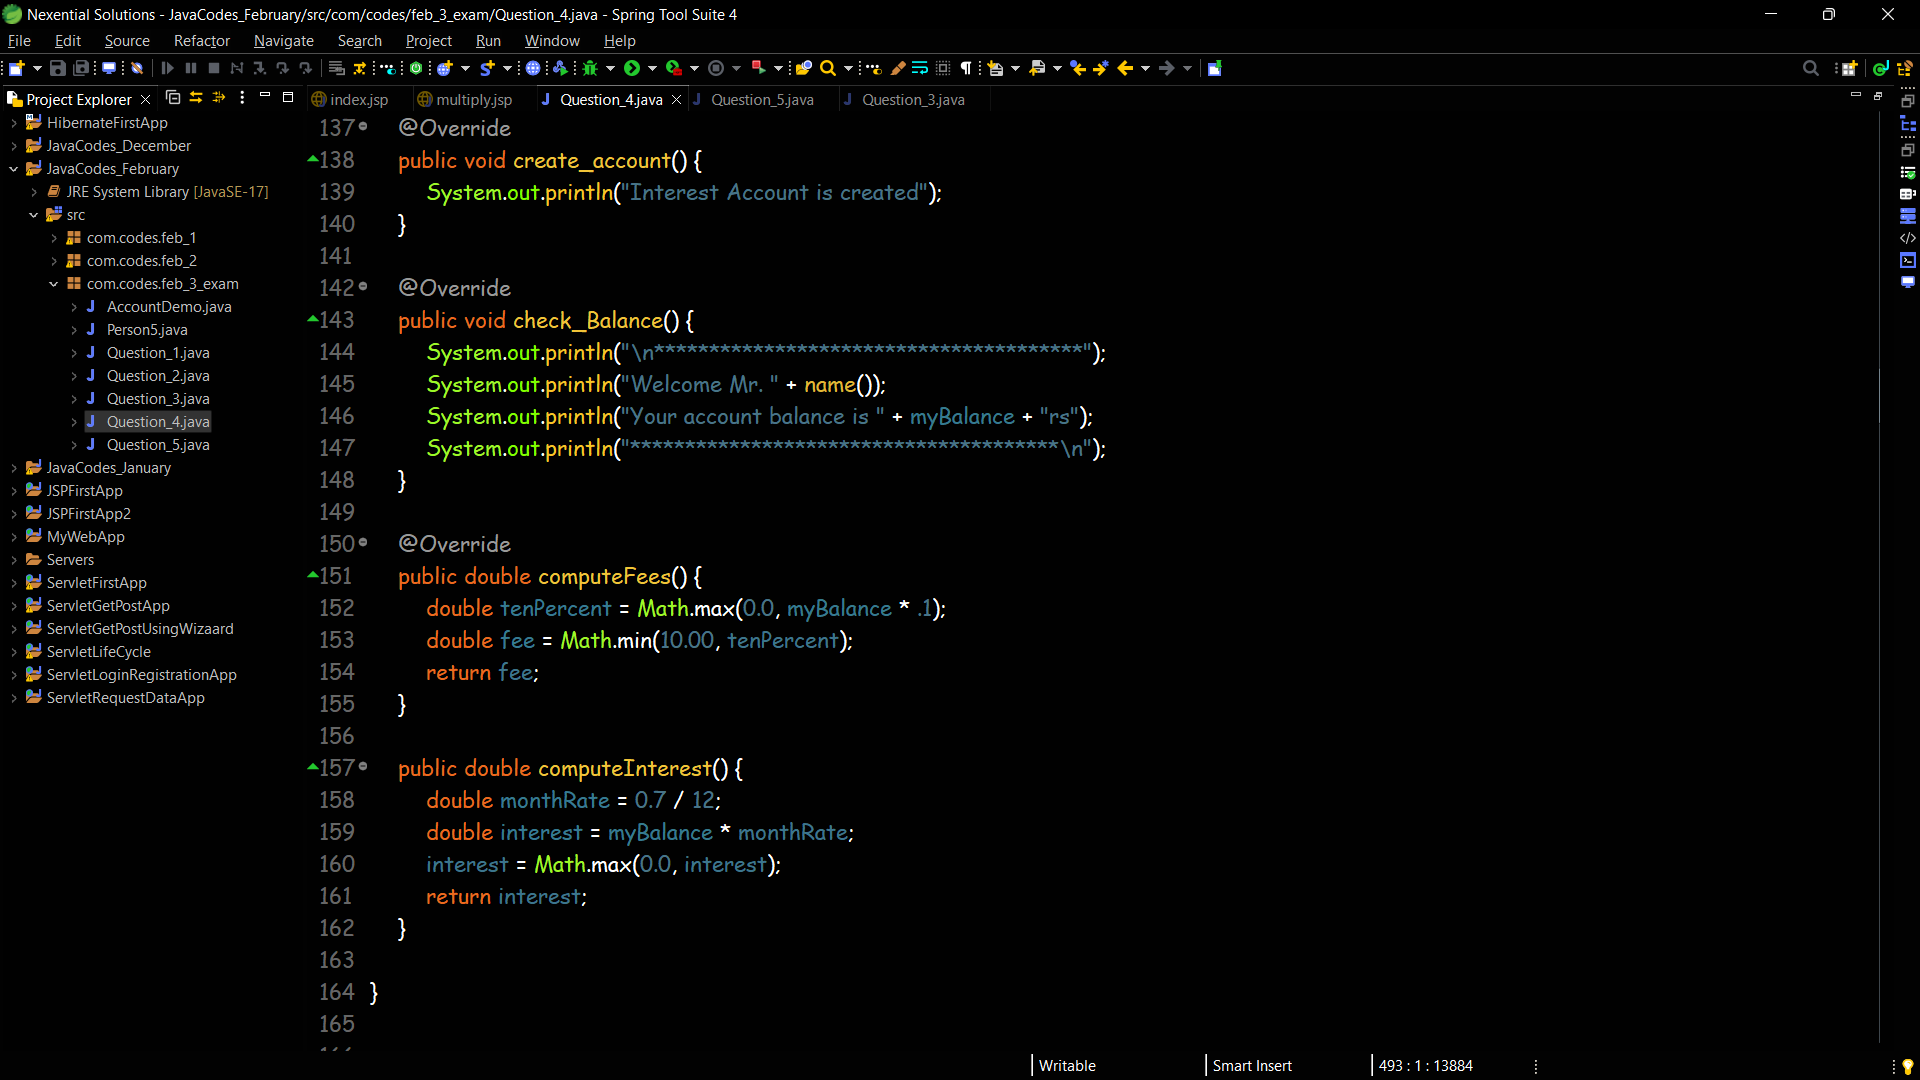 Nexential Solutions - JavaCodes_February/src/com/codes/feb_3_exam/Question_4.java - Spring Tool Suite 4
File Edit Source Refactor Navigate Search Project Run Window Help
Project Explorer
index.jsp multiply.jsp Question_4.java Question_5.java Question_3.java
HibernateFirstApp
JavaCodes_December
JavaCodes_February
JRE System Library [JavaSE-17]
src
com.codes.feb_1
com.codes.feb_2
com.codes.feb_3_exam
AccountDemo.java
Person5.java
Question_1.java
Question_2.java
Question_3.java
Question_4.java
Question_5.java
JavaCodes_January
JSPFirstApp
JSPFirstApp2
MyWebApp
Servers
ServletFirstApp
ServletGetPostApp
ServletGetPostUsingWizaard
ServletLifeCycle
ServletLoginRegistrationApp
ServletRequestDataApp
137 @Override
138 public void create_account() {
139 System.out.println("Interest Account is created");
140 }
141
142 @Override
143 public void check_Balance() {
144 System.out.println("\n***************************************");
145 System.out.println("Welcome Mr. " + name());
146 System.out.println("Your account balance is " + myBalance + "rs");
147 System.out.println("***************************************\n");
148 }
149
150 @Override
151 public double computeFees() {
152 double tenPercent = Math.max(0.0, myBalance * .1);
153 double fee = Math.min(10.00, tenPercent);
154 return fee;
155 }
156
157 public double computeInterest() {
158 double monthRate = 0.7 / 12;
159 double interest = myBalance * monthRate;
160 interest = Math.max(0.0, interest);
161 return interest;
162 }
163
164 }
165
Writable Smart Insert 493 : 1 : 13884